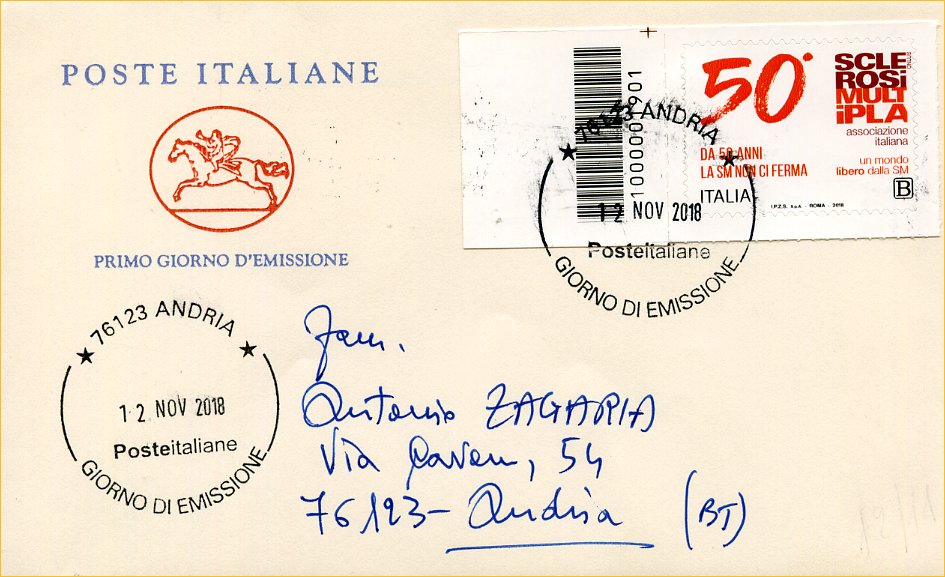 POSTE ITALIANE
PRIMO GIORNO D'EMISSIONE
1000000901
50°
SCLE
ROSi
MULT
iPLA
associazione
italiana
DA 50 ANNI
LA SM NON CI FERMA
un mondo
libero dalla SM
ITALIA
B
I.P.Z.S. S.p.A. - ROMA - 2018
★ 76123 ANDRIA ★
12 NOV 2018
Posteitaliane
GIORNO DI EMISSIONE
★ 76123 ANDRIA ★
12 NOV 2018
Posteitaliane
GIORNO DI EMISSIONE
Fam.
Antonio ZAGARIA
Via Cavour, 54
76123 - Andria (BT)